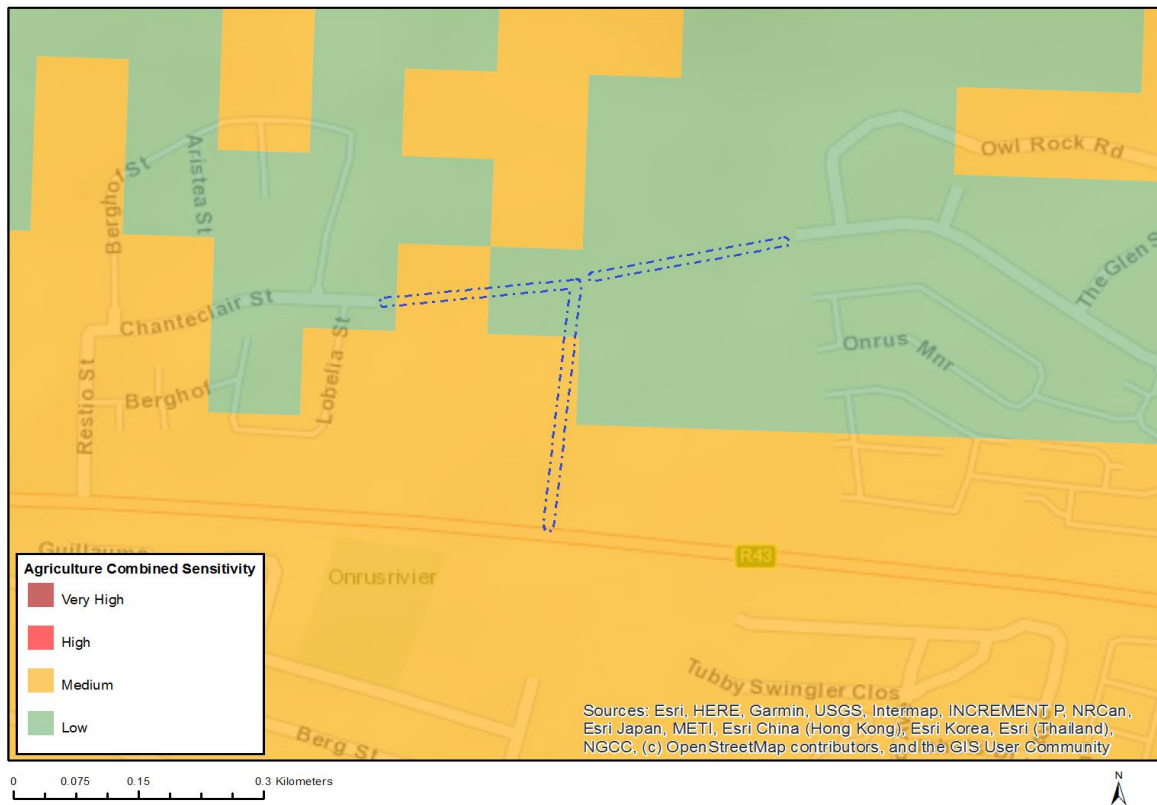 Owl Rock Rd
Aristea St
Berghof St
The Glen S
Chanteclair St
Onrus Mnr
Lobelia St
Berghof
Restio St
R43
Guillaume
Onrusrivier
Agriculture Combined Sensitivity
Very High
High
Medium
Low
Tubby Swingler Clos
Berg St
Sources: Esri, HERE, Garmin, USGS, Intermap, INCREMENT P, NRCan,
Esri Japan, METI, Esri China (Hong Kong), Esri Korea, Esri (Thailand),
NGCC, (c) OpenStreetMap contributors, and the GIS User Community
0 0.075 0.15 0.3 Kilometers
N